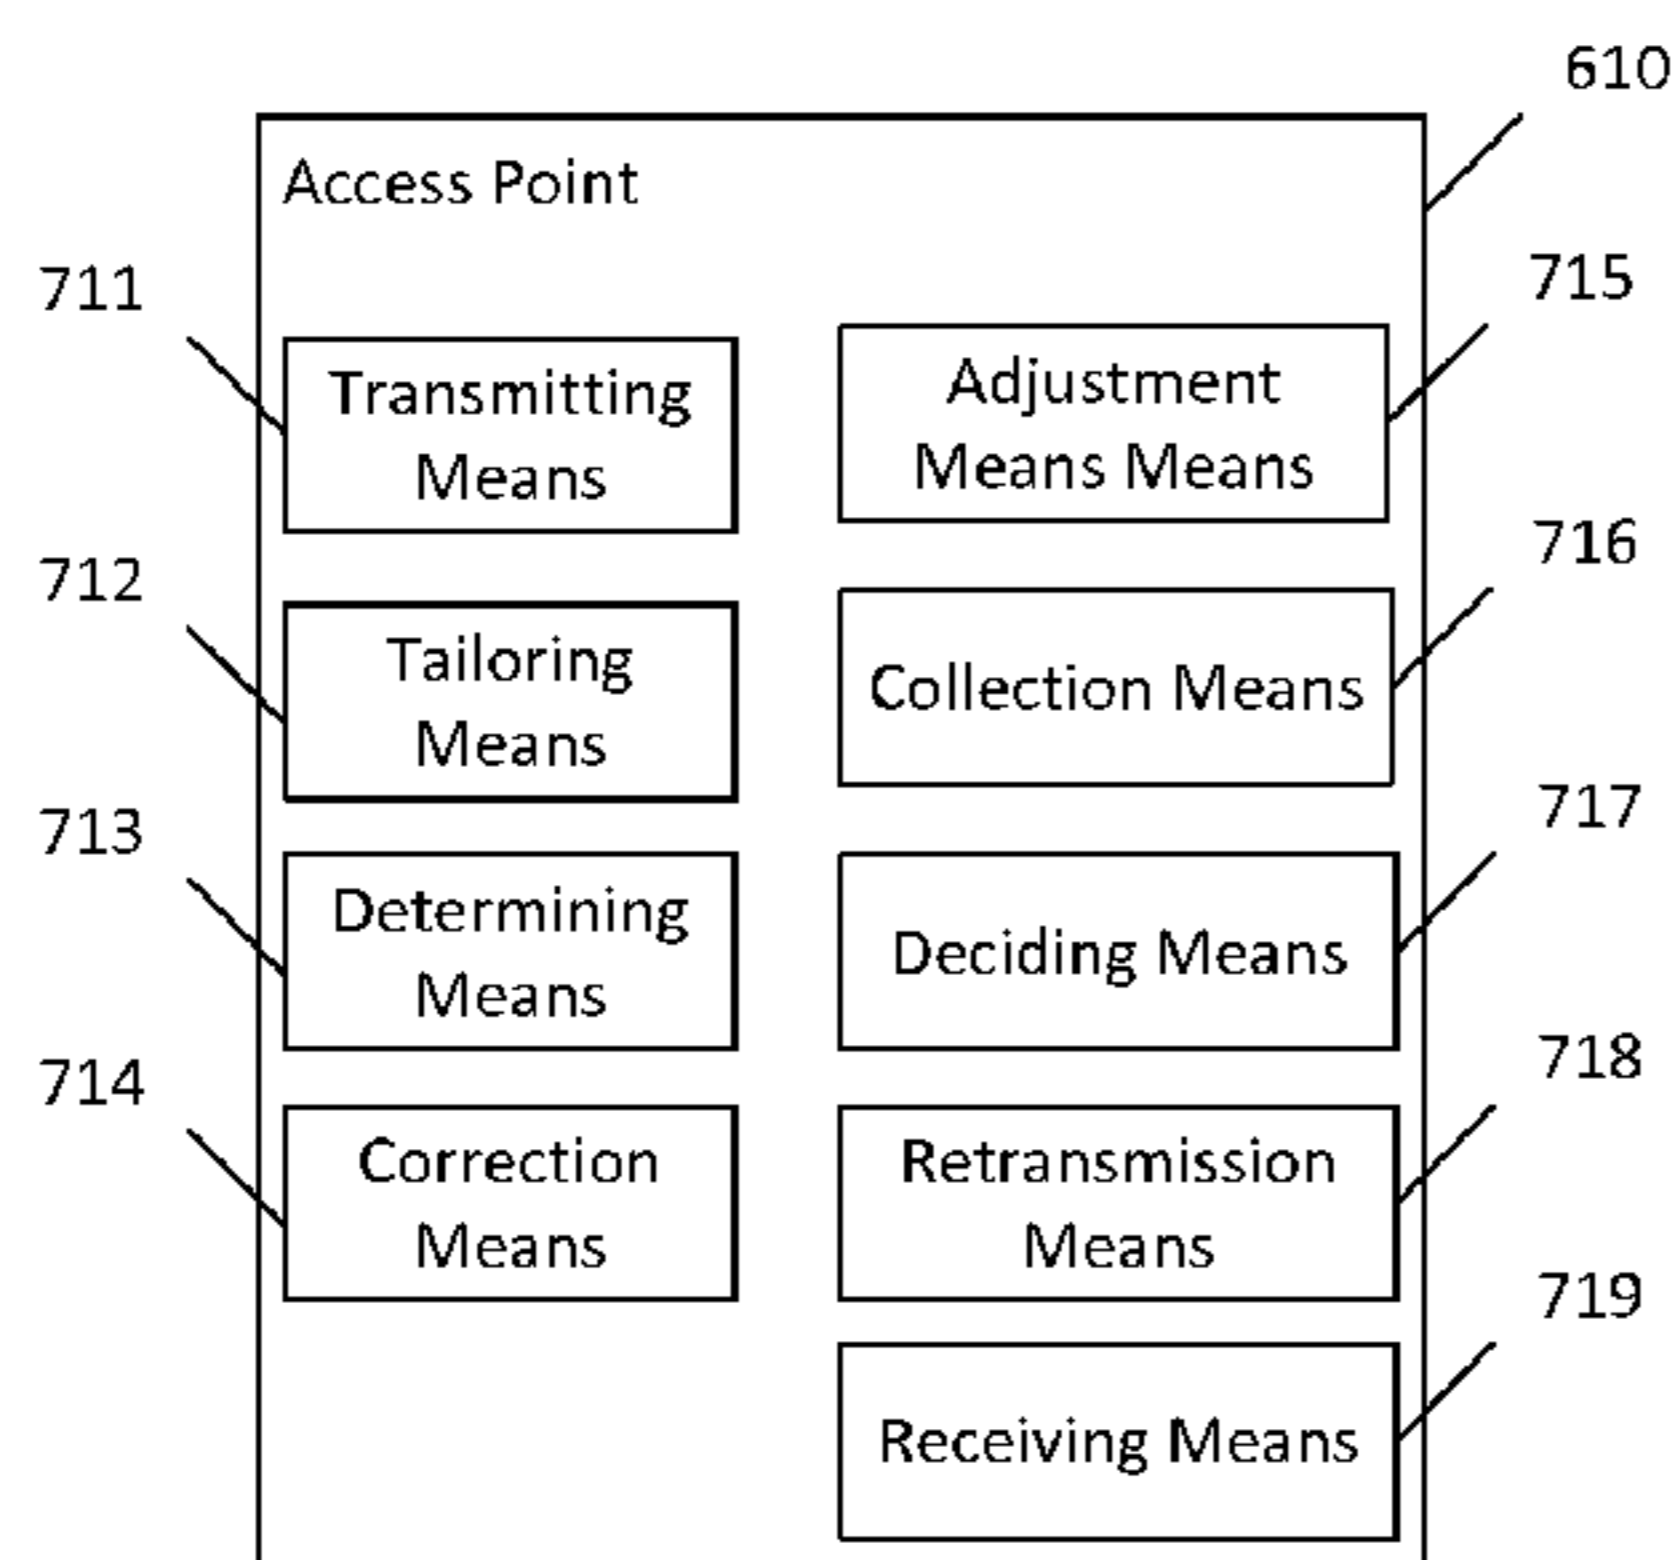 610
Access Point
711
Transmitting
Means
715
Adjustment
Means Means
712
Tailoring
Means
716
Collection Means
713
Determining
Means
717
Deciding Means
714
Correction
Means
718
Retransmission
Means
719
Receiving Means